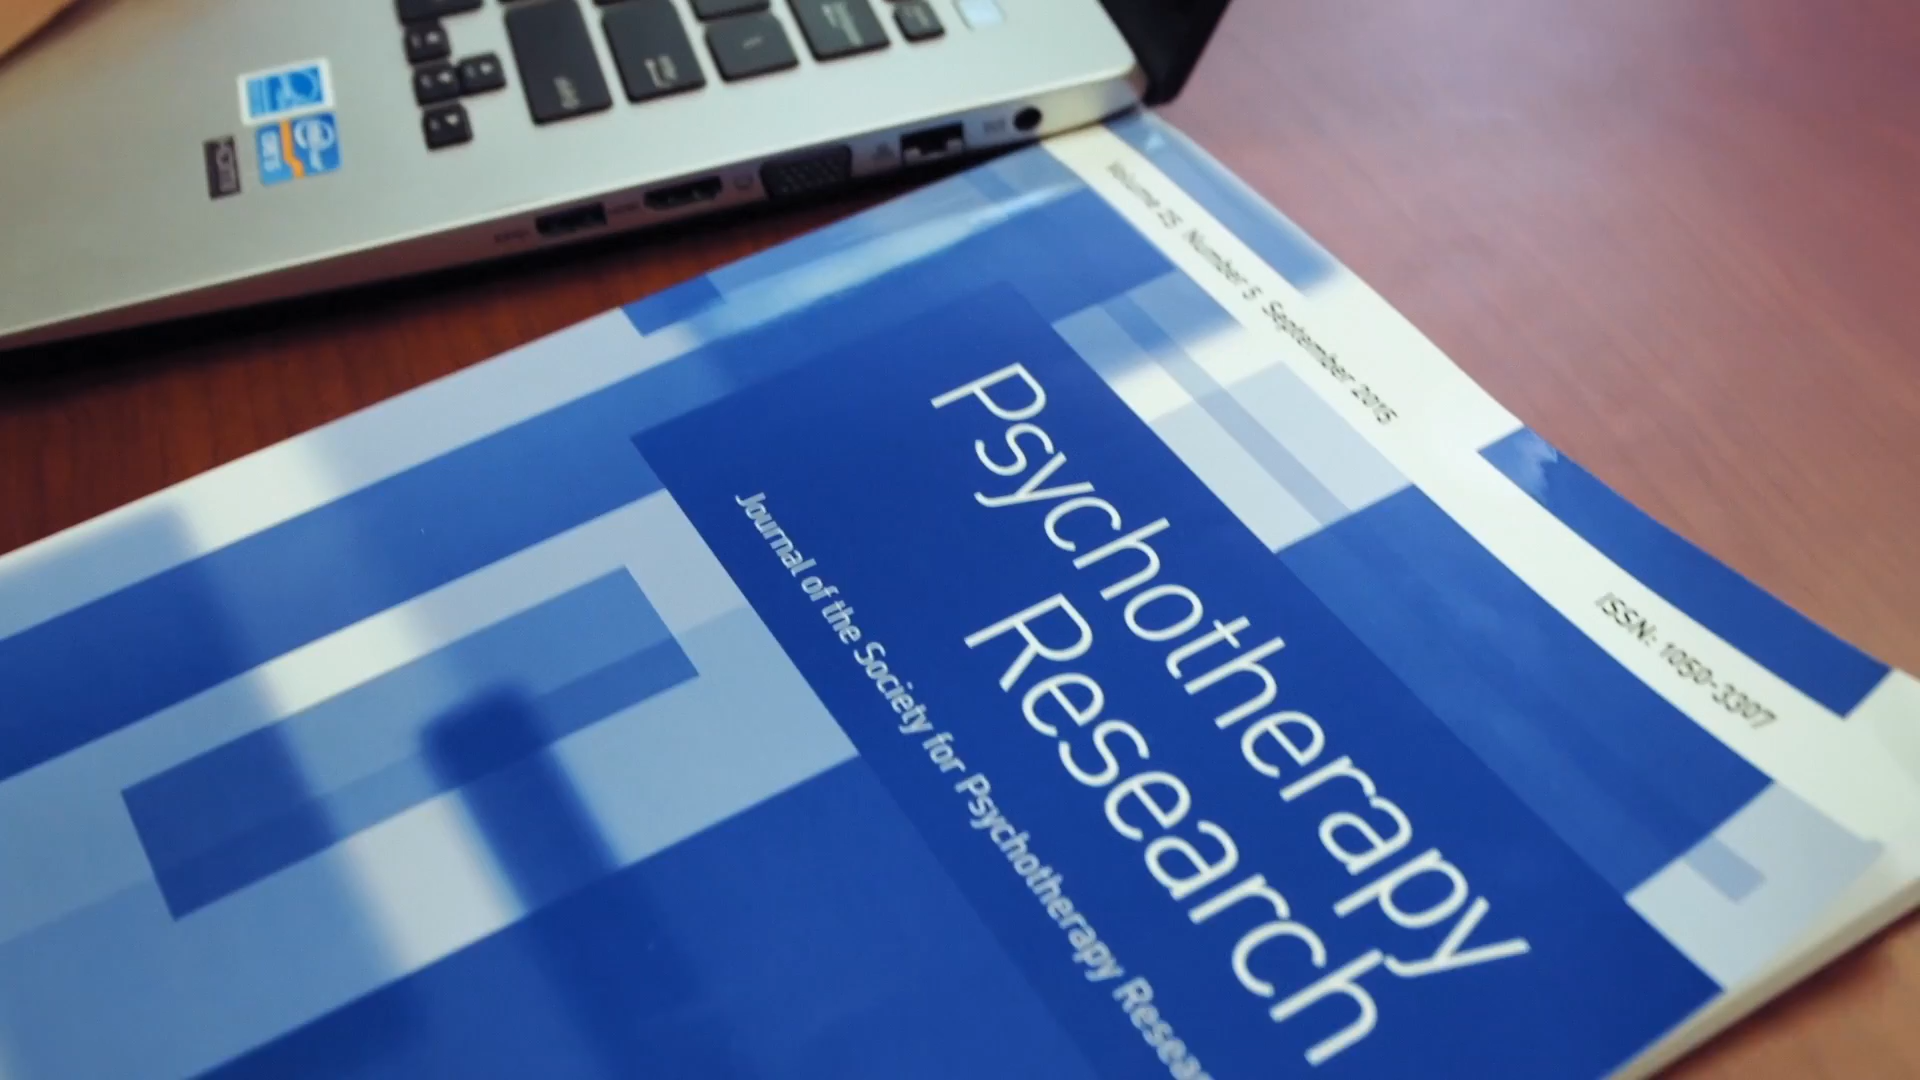 Volume 25 Number 5 September 2015
ISSN: 1050-3307
Psychotherapy
Research
Journal of the Society for Psychotherapy